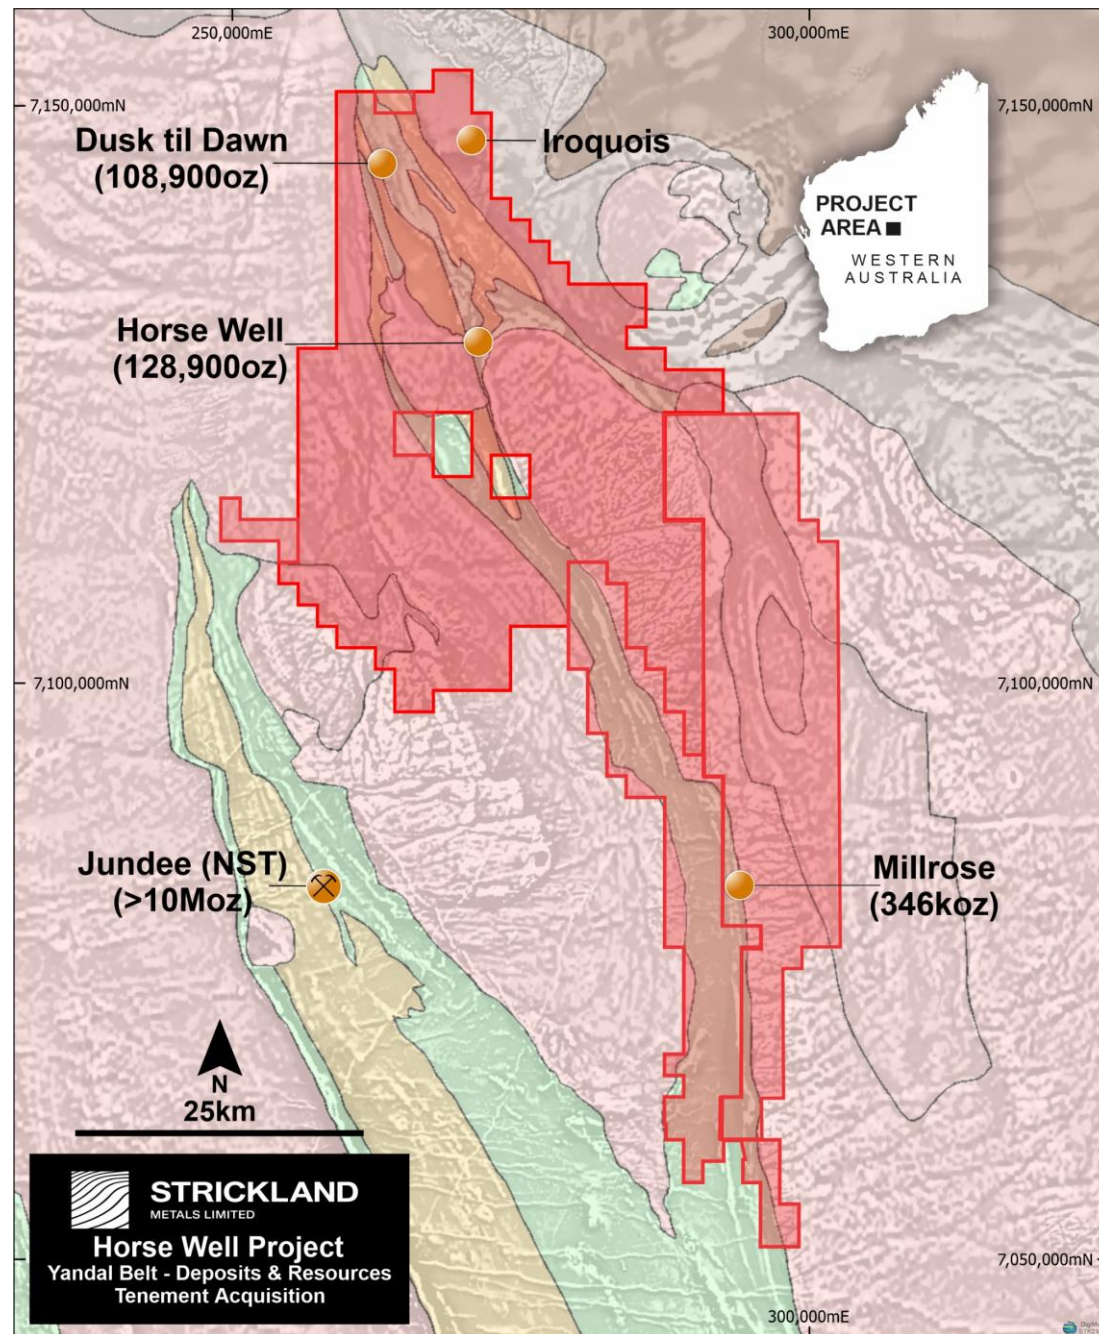 250,000mE
300,000mE
7,150,000mN
7,150,000mN
Dusk til Dawn
(108,900oz)
Iroquois
PROJECT
AREA
WESTERN
AUSTRALIA
Horse Well
(128,900oz)
7,100,000mN
7,100,000mN
Jundee (NST)
(>10Moz)
Millrose
(346koz)
N
25km
STRICKLAND
METALS LIMITED
Horse Well Project
Yandal Belt - Deposits & Resources
Tenement Acquisition
7,050,000mN
300,000mE